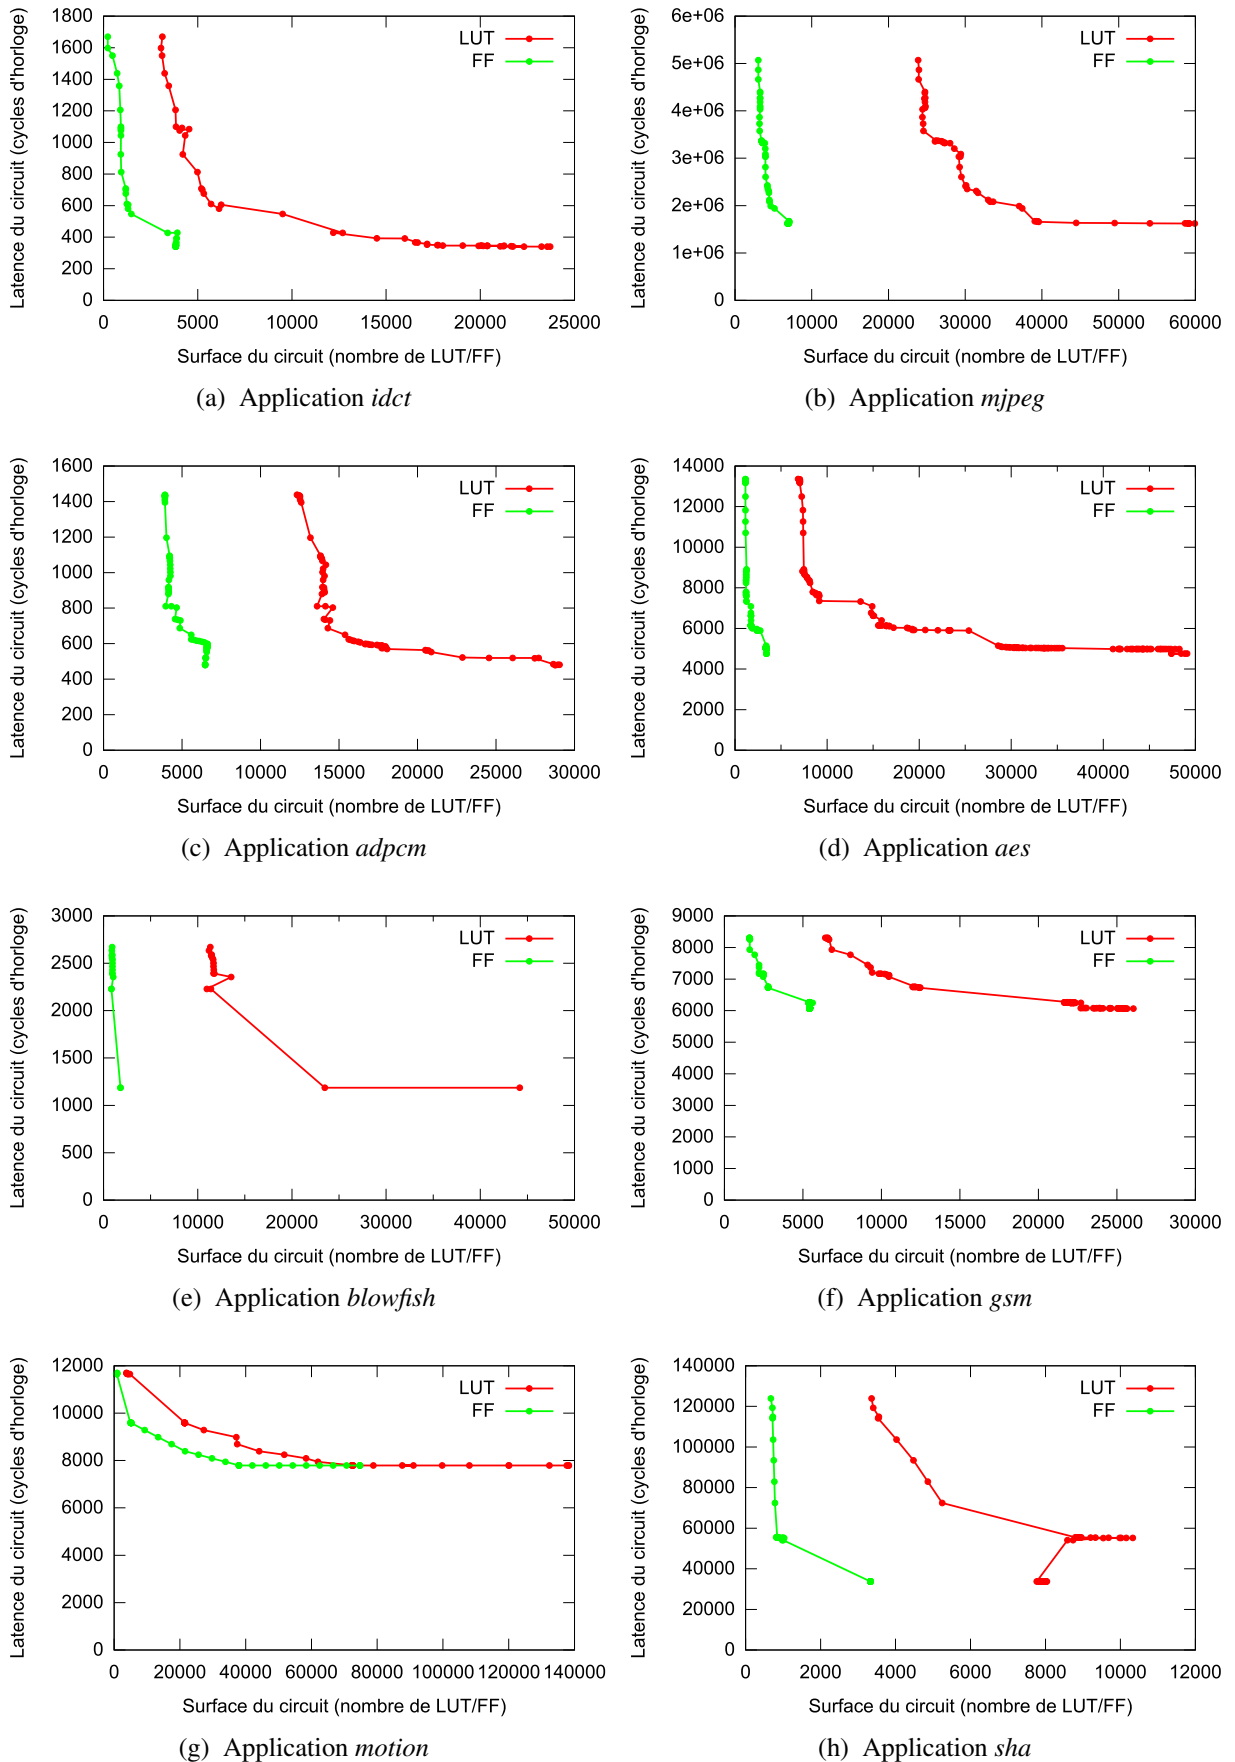 Latence du circuit (cycles d'horloge)
1800
1600
1400
1200
1000
800
600
400
200
0
0 5000 10000 15000 20000 25000
LUT
FF
Surface du circuit (nombre de LUT/FF)
(a) Application idct
Latence du circuit (cycles d'horloge)
6e+06
5e+06
4e+06
3e+06
2e+06
1e+06
0
0 10000 20000 30000 40000 50000 60000
LUT
FF
Surface du circuit (nombre de LUT/FF)
(b) Application mjpeg
Latence du circuit (cycles d'horloge)
1600
1400
1200
1000
800
600
400
200
0
0 5000 10000 15000 20000 25000 30000
LUT
FF
Surface du circuit (nombre de LUT/FF)
(c) Application adpcm
Latence du circuit (cycles d'horloge)
14000
12000
10000
8000
6000
4000
2000
0
0 10000 20000 30000 40000 50000
LUT
FF
Surface du circuit (nombre de LUT/FF)
(d) Application aes
Latence du circuit (cycles d'horloge)
3000
2500
2000
1500
1000
500
0
0 10000 20000 30000 40000 50000
LUT
FF
Surface du circuit (nombre de LUT/FF)
(e) Application blowfish
Latence du circuit (cycles d'horloge)
9000
8000
7000
6000
5000
4000
3000
2000
1000
0
0 5000 10000 15000 20000 25000 30000
LUT
FF
Surface du circuit (nombre de LUT/FF)
(f) Application gsm
Latence du circuit (cycles d'horloge)
12000
10000
8000
6000
4000
2000
0
0 20000 40000 60000 80000 100000 120000 140000
LUT
FF
Surface du circuit (nombre de LUT/FF)
(g) Application motion
Latence du circuit (cycles d'horloge)
140000
120000
100000
80000
60000
40000
20000
0
0 2000 4000 6000 8000 10000 12000
LUT
FF
Surface du circuit (nombre de LUT/FF)
(h) Application sha